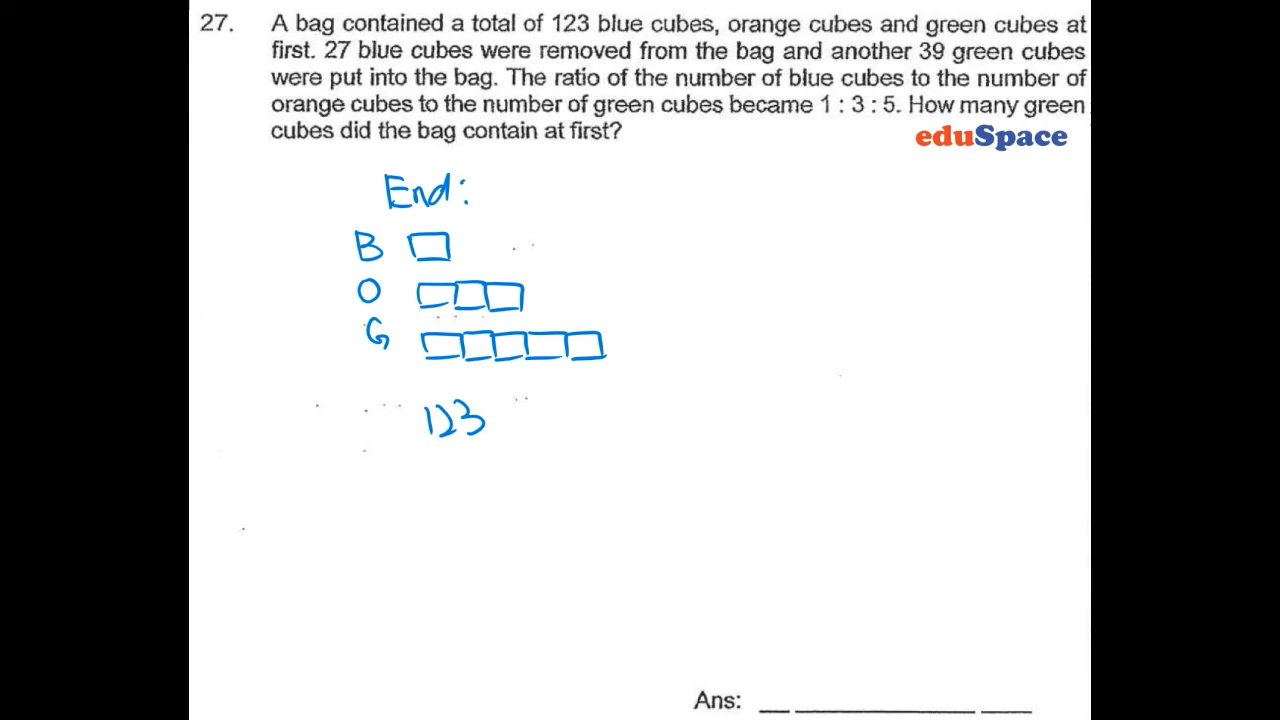 27. A bag contained a total of 123 blue cubes, orange cubes and green cubes at
first. 27 blue cubes were removed from the bag and another 39 green cubes
were put into the bag. The ratio of the number of blue cubes to the number of
orange cubes to the number of green cubes became 1 : 3 : 5. How many green
cubes did the bag contain at first?
eduSpace
End:
B
O
G
123
Ans: